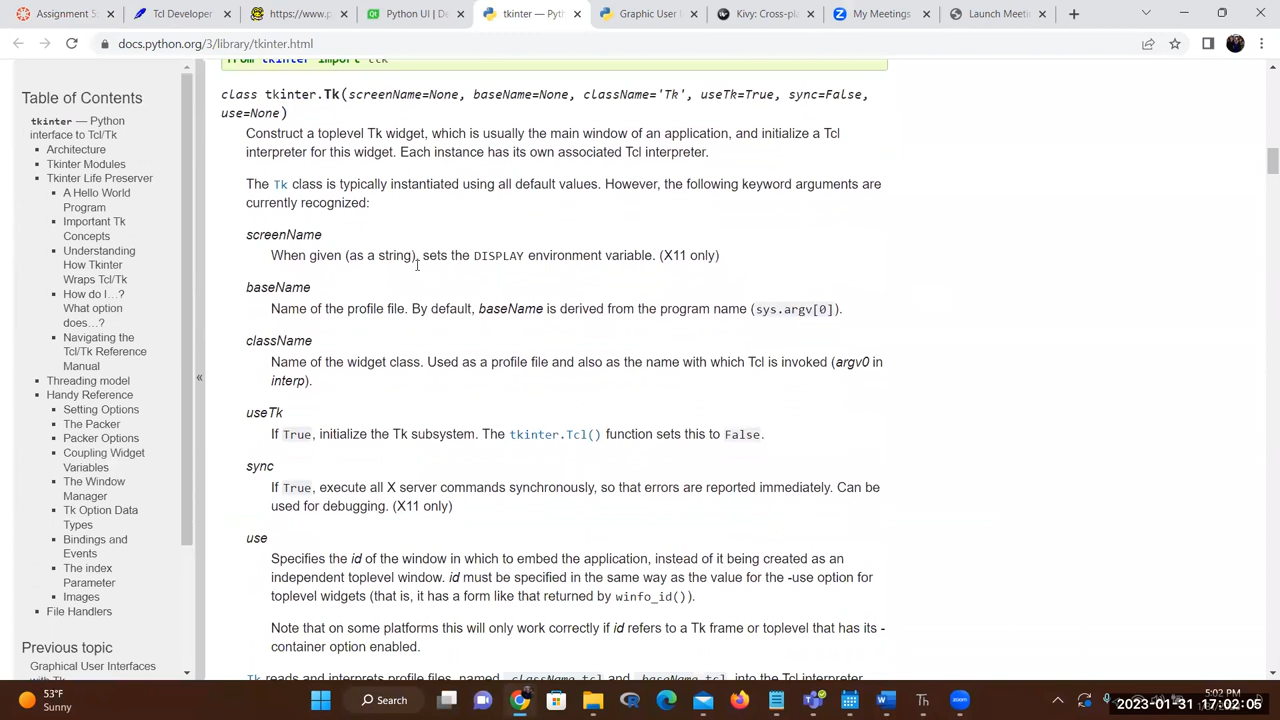 Assignment 5
Tcl Developer
https://www.p
Python UI | De
tkinter — Pyth
Graphic User I
Kivy: Cross-pl
My Meetings
Launch Meeti
docs.python.org/3/library/tkinter.html
Table of Contents
tkinter — Python
interface to Tcl/Tk
Architecture
Tkinter Modules
Tkinter Life Preserver
A Hello World
Program
Important Tk
Concepts
Understanding
How Tkinter
Wraps Tcl/Tk
How do I…?
What option
does…?
Navigating the
Tcl/Tk Reference
Manual
Threading model
Handy Reference
Setting Options
The Packer
Packer Options
Coupling Widget
Variables
The Window
Manager
Tk Option Data
Types
Bindings and
Events
The index
Parameter
Images
File Handlers
Previous topic
Graphical User Interfaces
with Tk
«
from tkinter import ttk
class tkinter.Tk(screenName=None, baseName=None, className='Tk', useTk=True, sync=False,
use=None)
Construct a toplevel Tk widget, which is usually the main window of an application, and initialize a Tcl
interpreter for this widget. Each instance has its own associated Tcl interpreter.
The Tk class is typically instantiated using all default values. However, the following keyword arguments are
currently recognized:
screenName
When given (as a string), sets the DISPLAY environment variable. (X11 only)
baseName
Name of the profile file. By default, baseName is derived from the program name (sys.argv[0]).
className
Name of the widget class. Used as a profile file and also as the name with which Tcl is invoked (argv0 in
interp).
useTk
If True, initialize the Tk subsystem. The tkinter.Tcl() function sets this to False.
sync
If True, execute all X server commands synchronously, so that errors are reported immediately. Can be
used for debugging. (X11 only)
use
Specifies the id of the window in which to embed the application, instead of it being created as an
independent toplevel window. id must be specified in the same way as the value for the -use option for
toplevel widgets (that is, it has a form like that returned by winfo_id()).
Note that on some platforms this will only work correctly if id refers to a Tk frame or toplevel that has its -
container option enabled.
Tk reads and interprets profile files, named .className.tcl and .baseName.tcl, into the Tcl interpreter
53°F
Sunny
Search
5:02 PM
2023-01-31 17:02:05